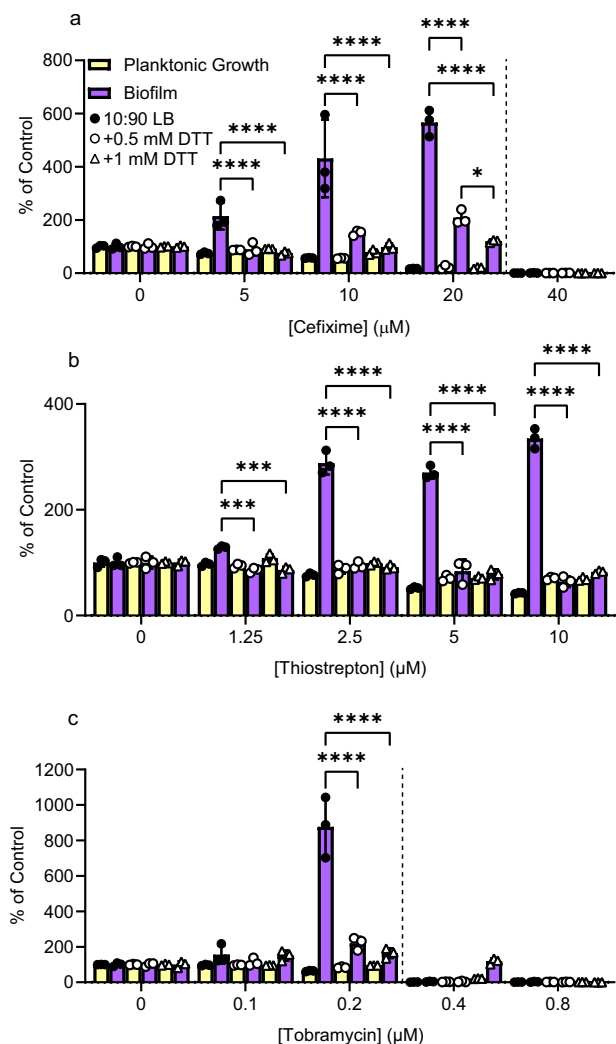 a
800
600
400
200
0
% of Control
Planktonic Growth
Biofilm
10:90 LB
+0.5 mM DTT
+1 mM DTT
**** ****
**** ****
**** ****
*
0 5 10 20 40
[Cefixime] (μM)
b
400
200
0
% of Control
*** ***
**** ****
**** ****
**** ****
0 1.25 2.5 5 10
[Thiostrepton] (μM)
c
1200
1000
800
600
400
200
0
% of Control
****
****
0 0.1 0.2 0.4 0.8
[Tobramycin] (μM)